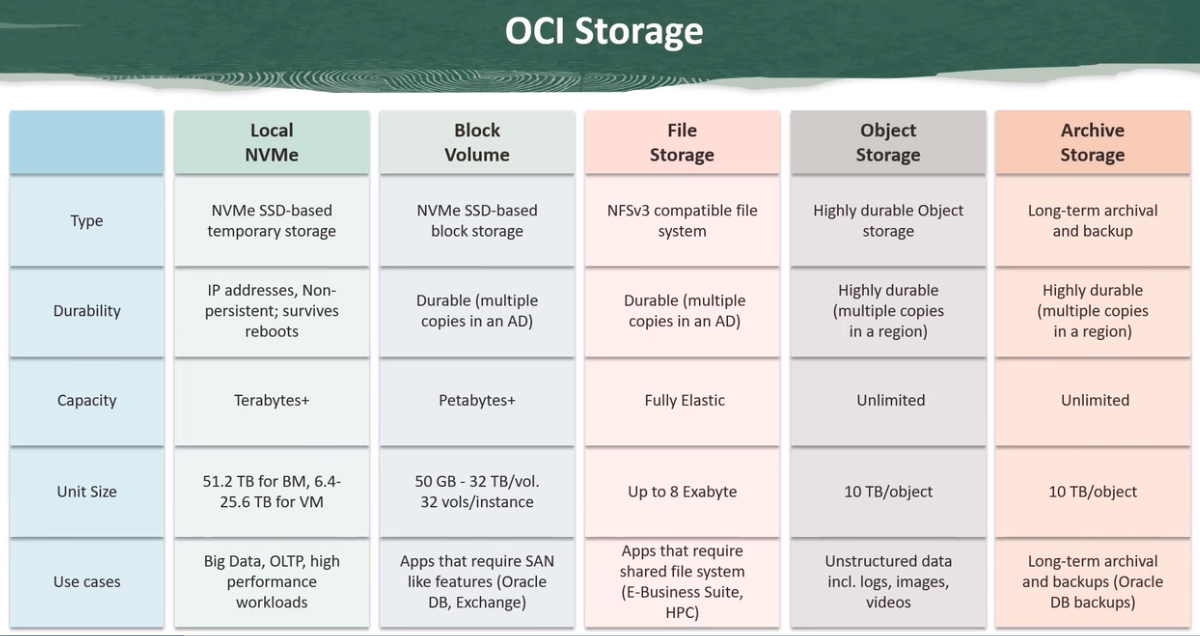 OCI Storage
Local
NVMe
Block
Volume
File
Storage
Object
Storage
Archive
Storage
Type
NVMe SSD-based
temporary storage
NVMe SSD-based
block storage
NFSv3 compatible file
system
Highly durable Object
storage
Long-term archival
and backup
Durability
IP addresses, Non-
persistent; survives
reboots
Durable (multiple
copies in an AD)
Durable (multiple
copies in an AD)
Highly durable
(multiple copies
in a region)
Highly durable
(multiple copies
in a region)
Capacity
Terabytes+
Petabytes+
Fully Elastic
Unlimited
Unlimited
Unit Size
51.2 TB for BM, 6.4-
25.6 TB for VM
50 GB - 32 TB/vol.
32 vols/instance
Up to 8 Exabyte
10 TB/object
10 TB/object
Use cases
Big Data, OLTP, high
performance
workloads
Apps that require SAN
like features (Oracle
DB, Exchange)
Apps that require
shared file system
(E-Business Suite,
HPC)
Unstructured data
incl. logs, images,
videos
Long-term archival
and backups (Oracle
DB backups)